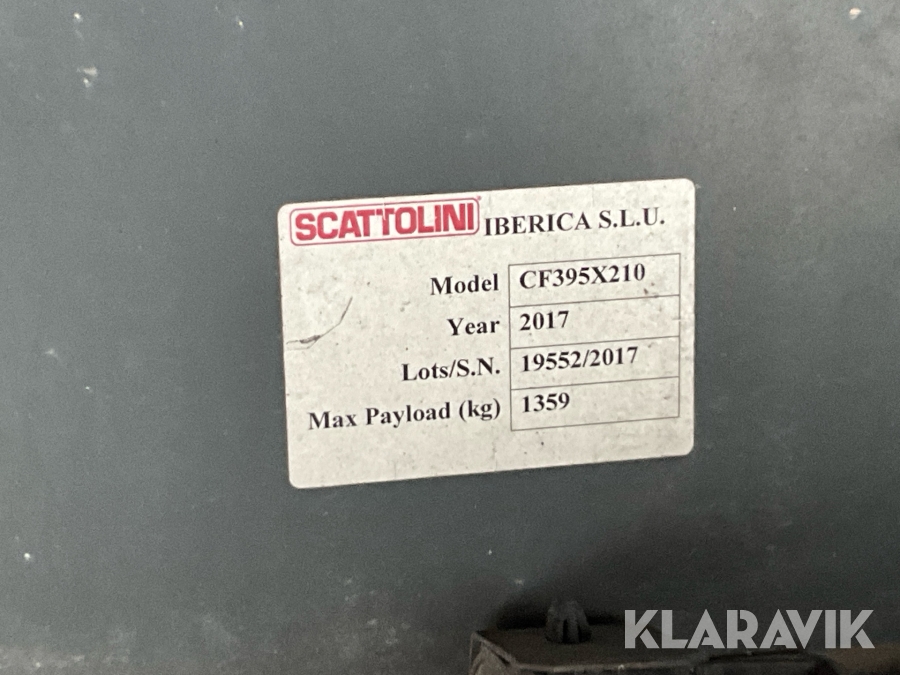 SCATTOLINI IBERICA S.L.U.
Model CF395X210
Year 2017
Lots/S.N. 19552/2017
Max Payload (kg) 1359
KLARAVIK